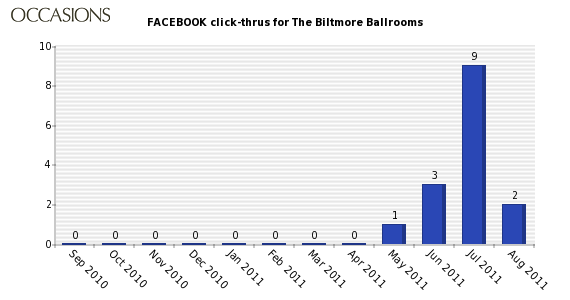 OCCASIONS
FACEBOOK click-thrus for The Biltmore Ballrooms
10
8
6
4
2
0
0 0 0 0 0 0 0 0 1 3 9 2
Sep 2010 Oct 2010 Nov 2010 Dec 2010 Jan 2011 Feb 2011 Mar 2011 Apr 2011 May 2011 Jun 2011 Jul 2011 Aug 2011